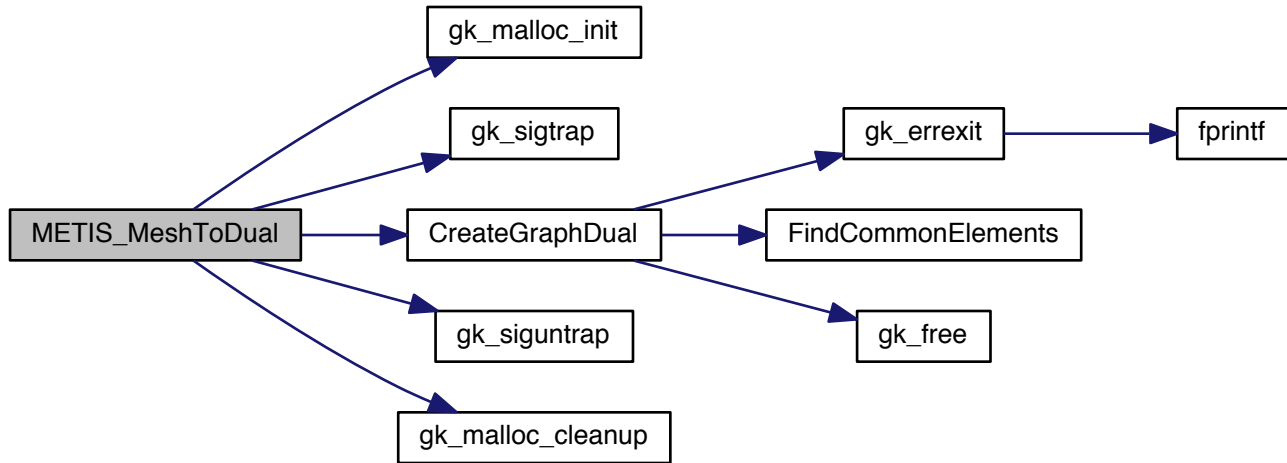 gk_malloc_init
gk_sigtrap
gk_errexit
fprintf
METIS_MeshToDual
CreateGraphDual
FindCommonElements
gk_siguntrap
gk_free
gk_malloc_cleanup